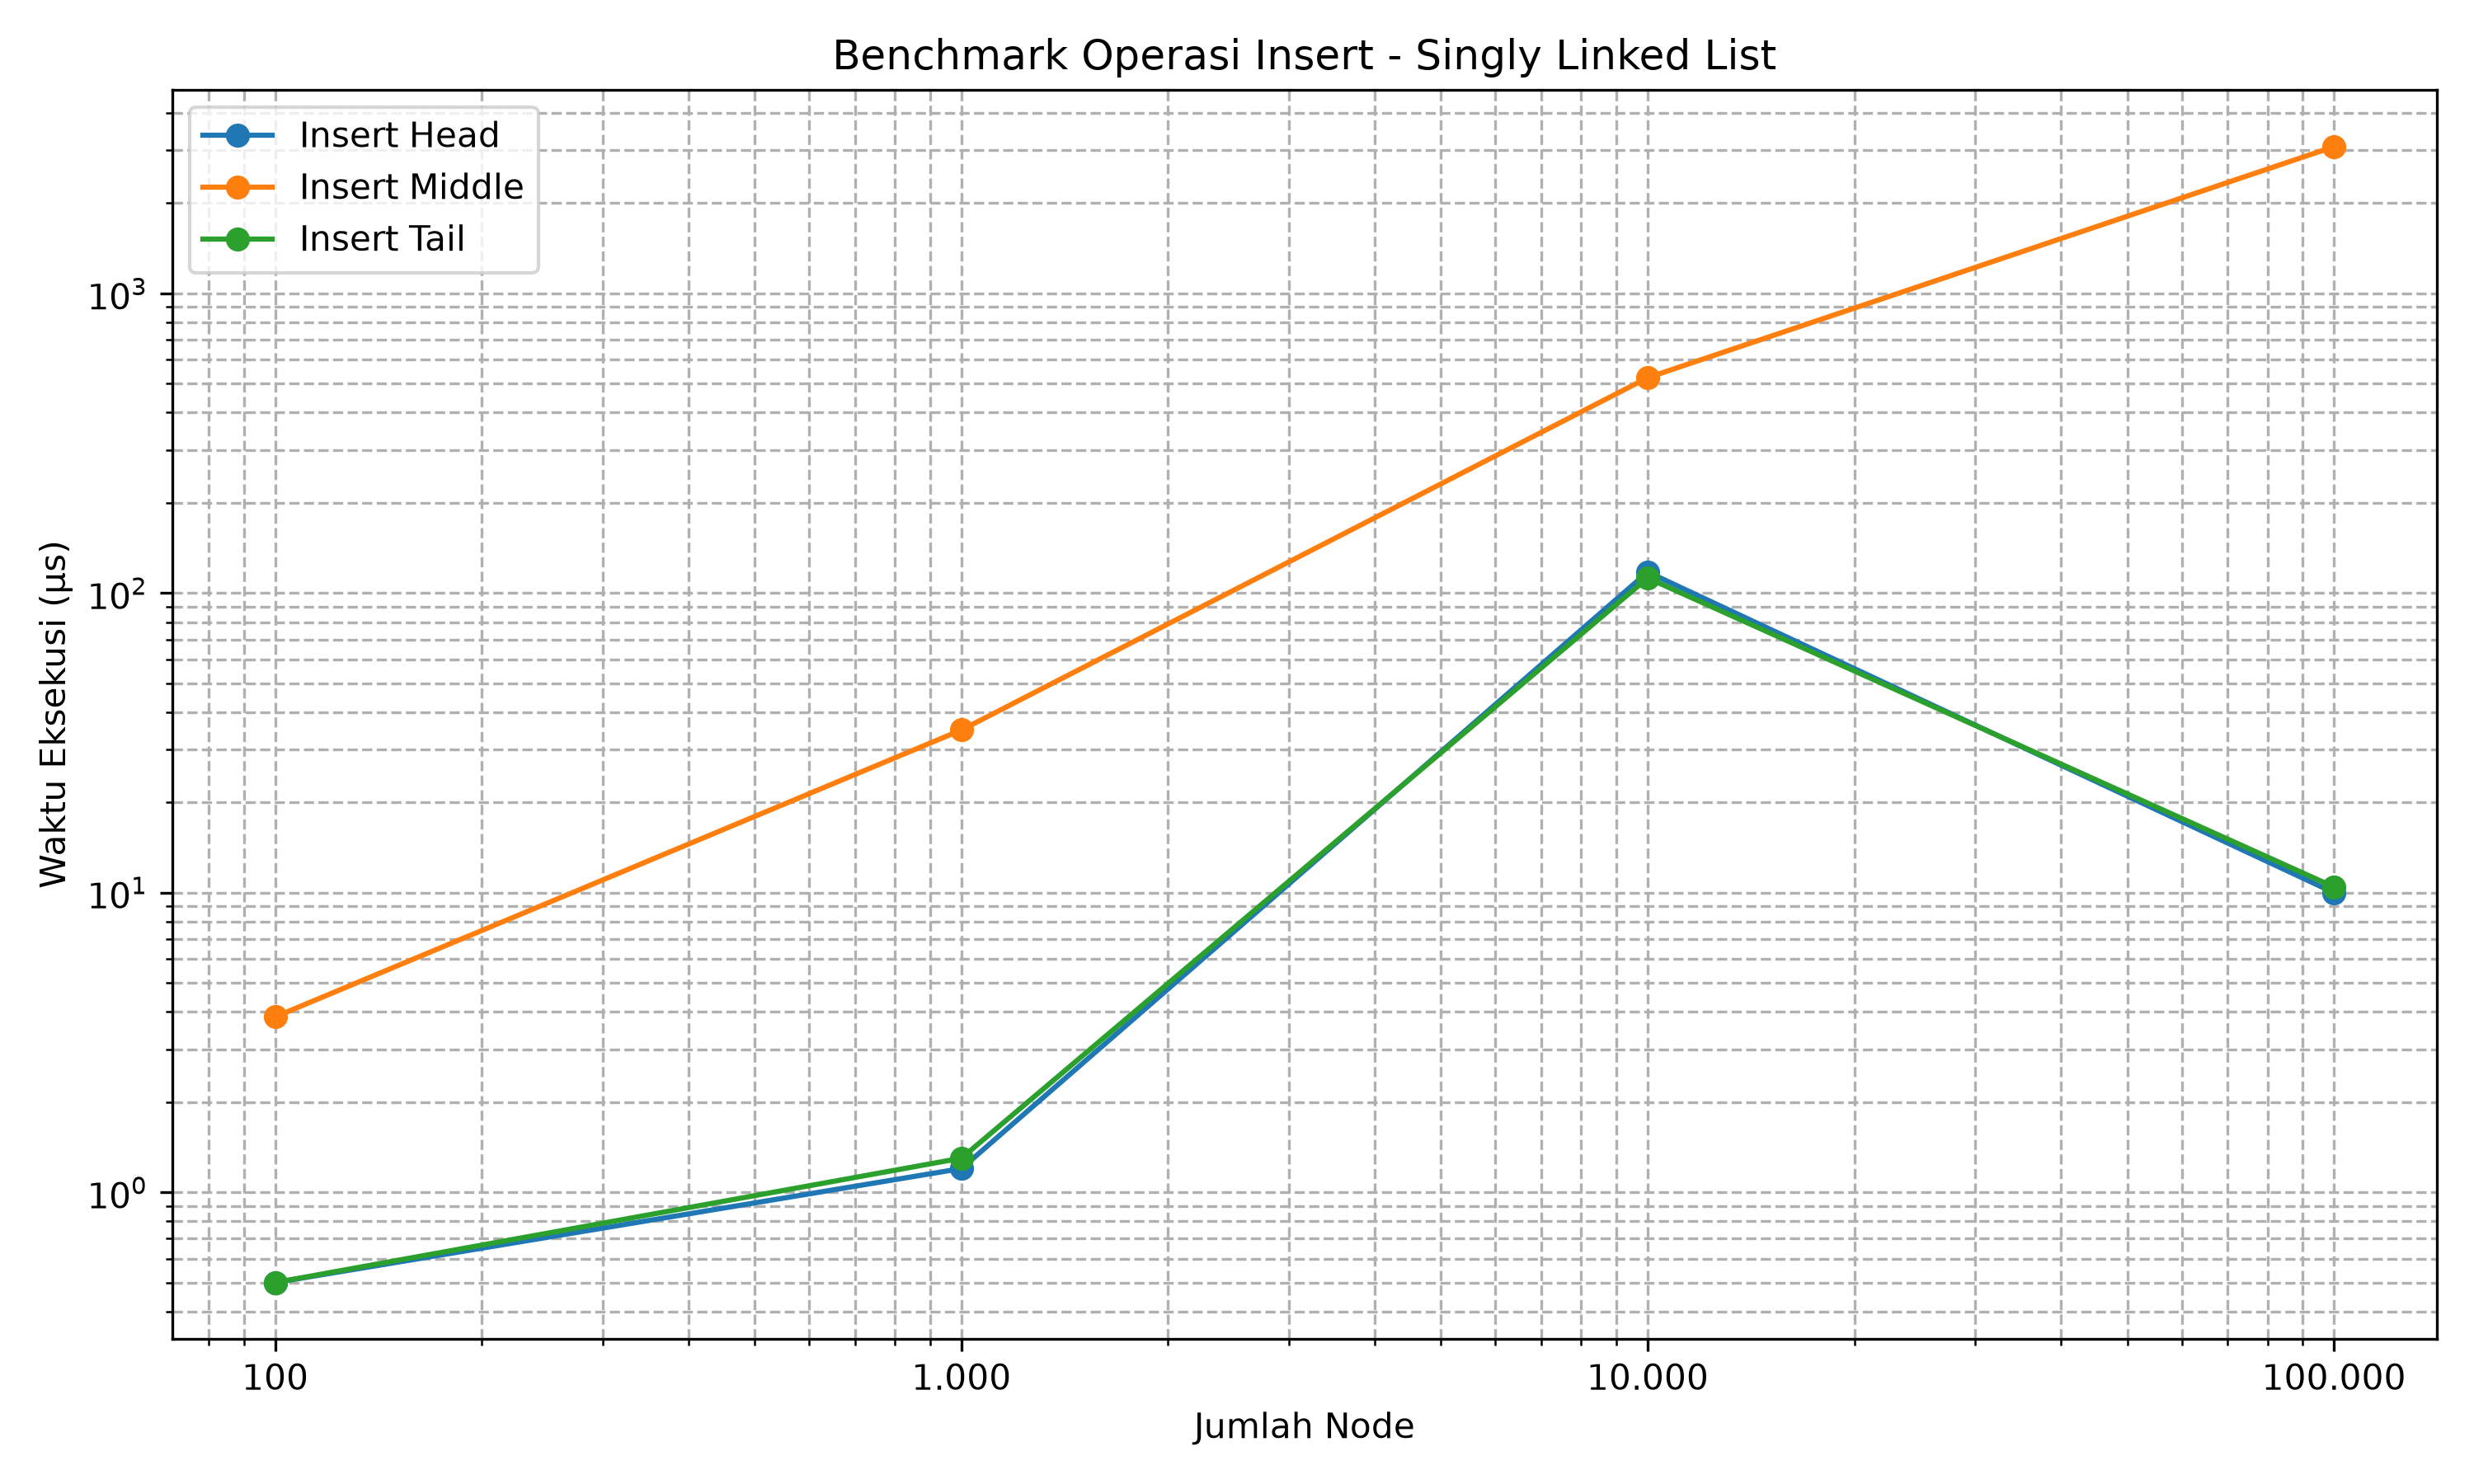 Benchmark Operasi Insert - Singly Linked List
Insert Head
Insert Middle
Insert Tail
Waktu Eksekusi (µs)
10³
10²
10¹
10⁰
100
1.000
10.000
100.000
Jumlah Node